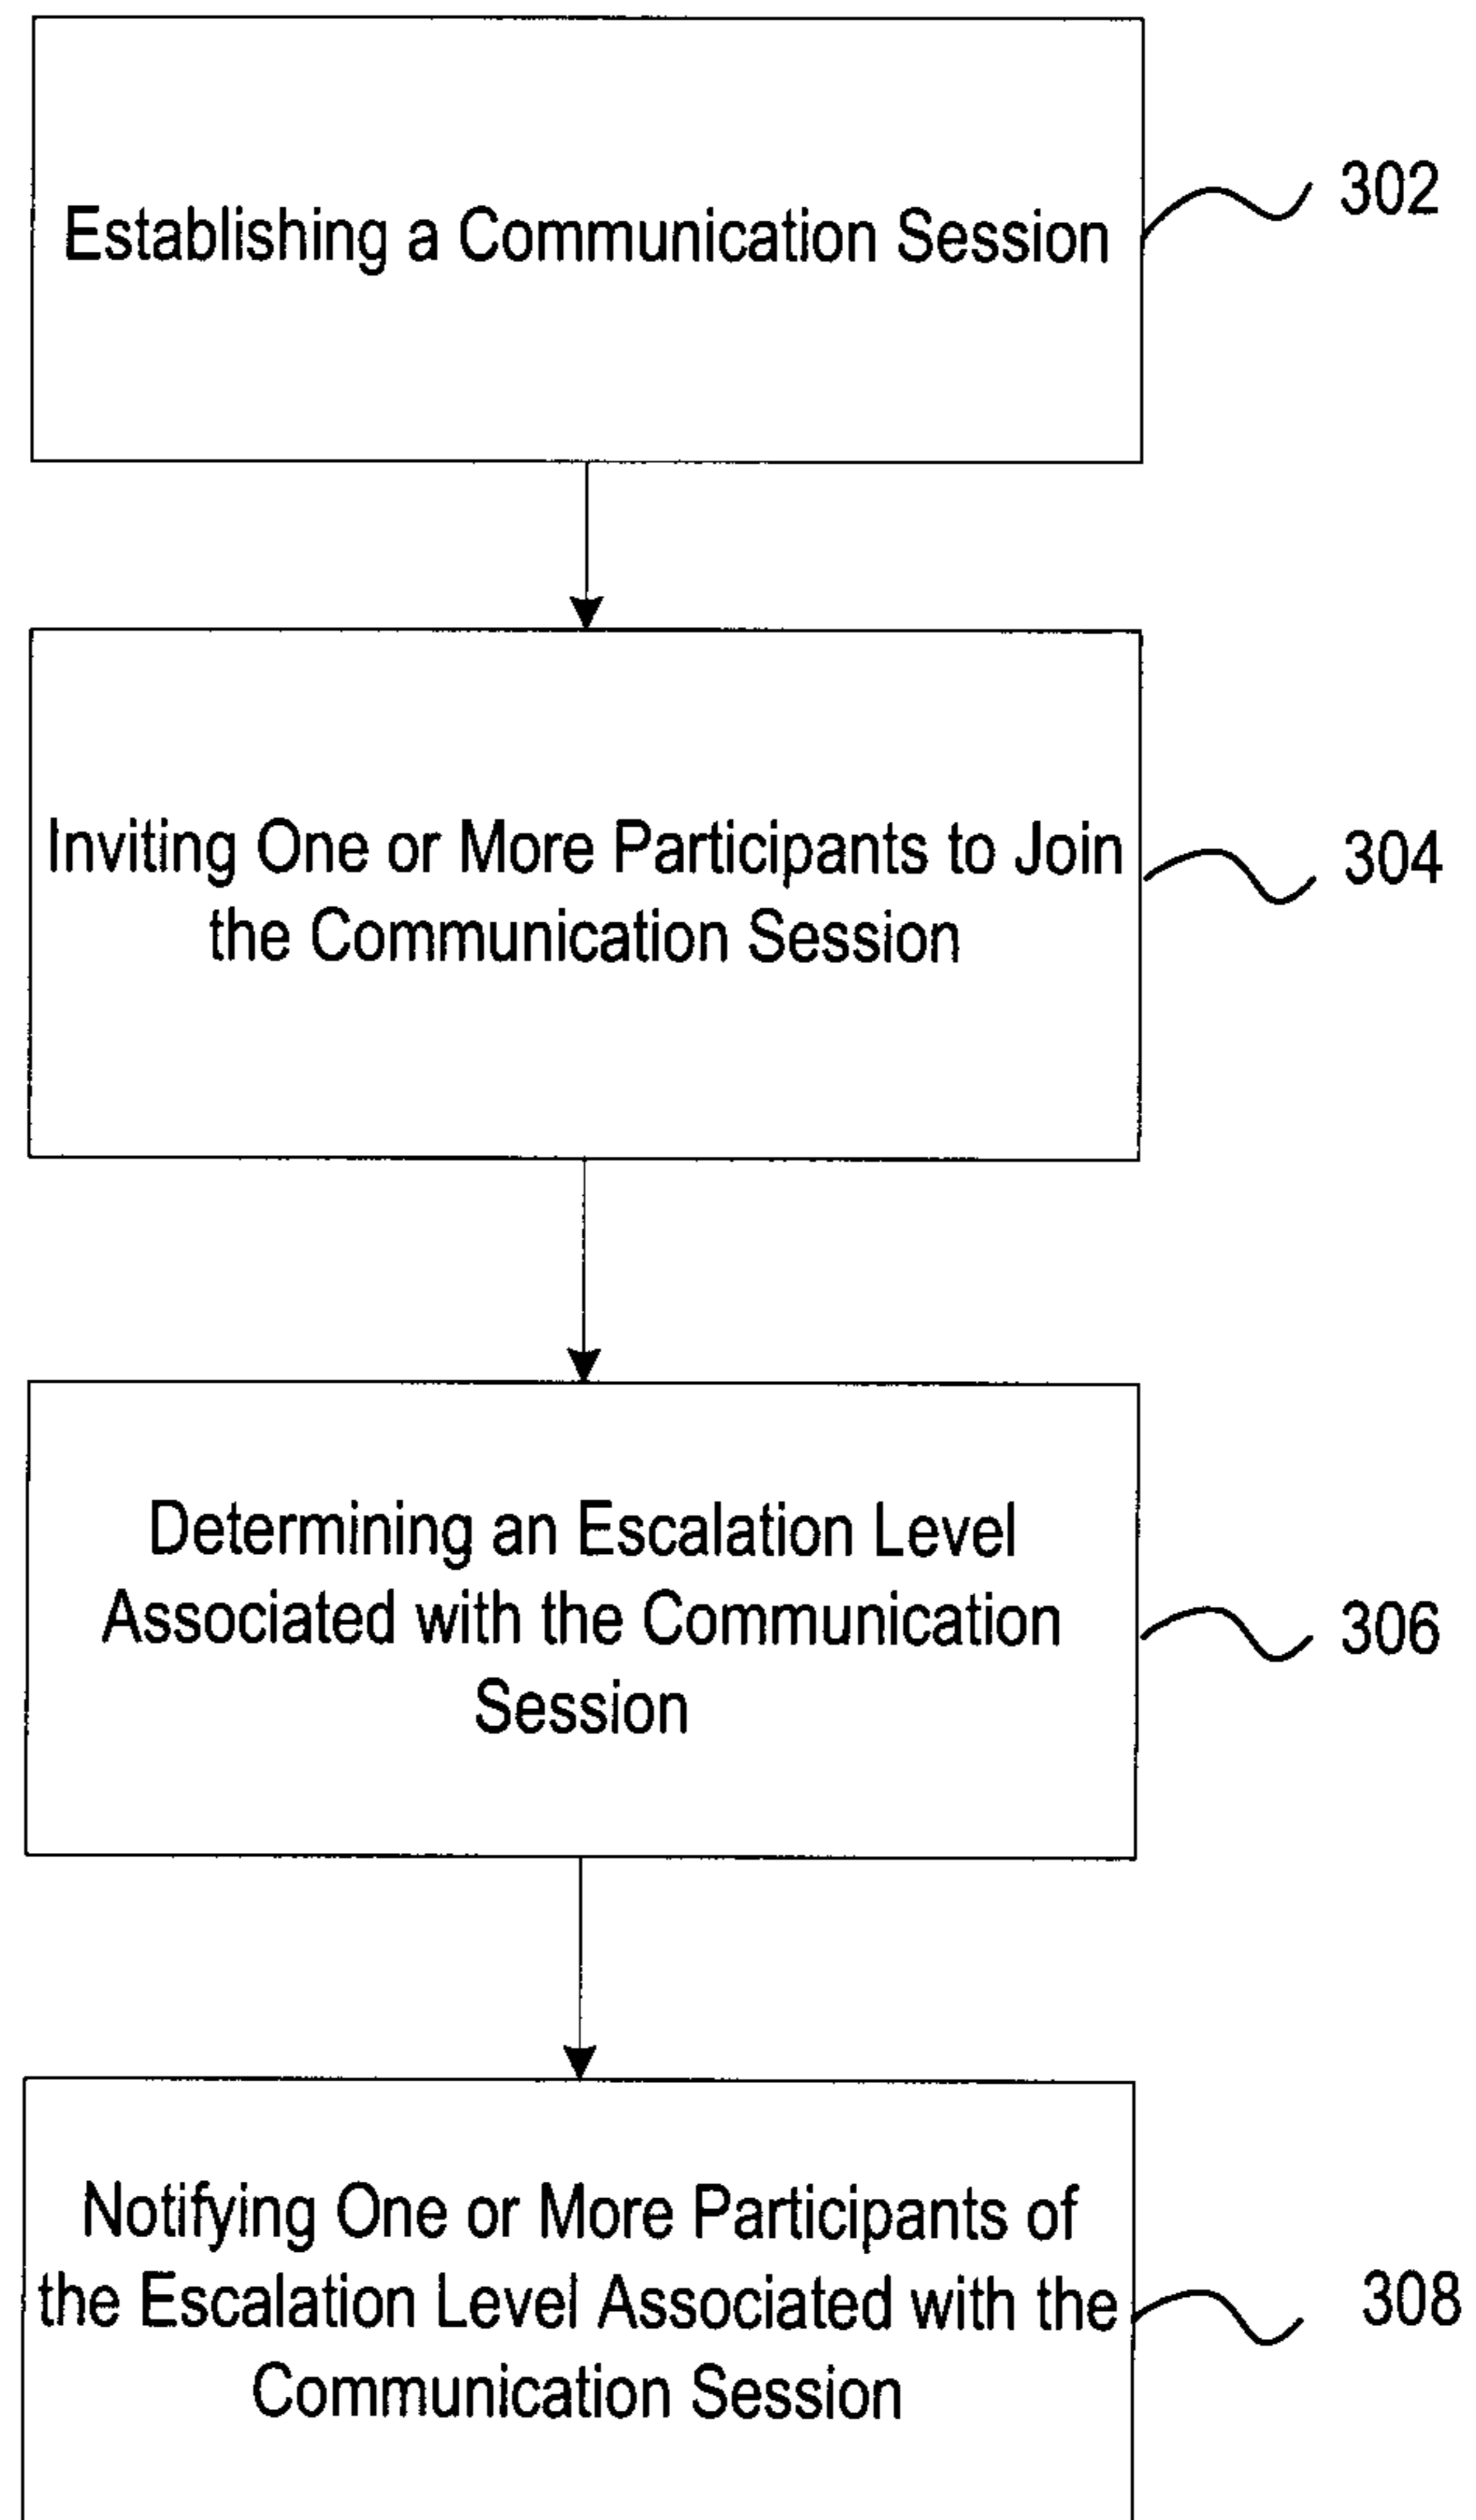 Establishing a Communication Session
302
Inviting One or More Participants to Join
the Communication Session
304
Determining an Escalation Level
Associated with the Communication
Session
306
Notifying One or More Participants of
the Escalation Level Associated with the
Communication Session
308